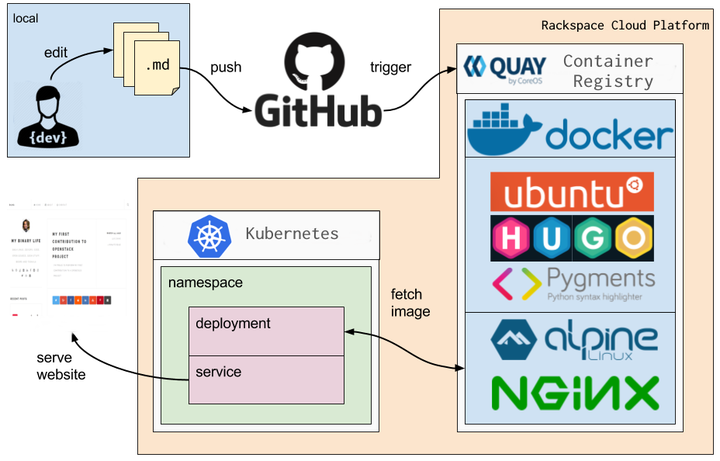 local
edit
.md
{dev}
push
GitHub
trigger
Rackspace Cloud Platform
QUAY
by CoreOS
Container
Registry
docker
ubuntu
HUGO
Pygments
Python syntax highlighter
alpine
Linux
NGINX
Kubernetes
namespace
deployment
service
fetch
image
serve
website
MY BINARY LIFE
MY FIRST
CONTRIBUTION TO
OPENSTACK
PROJECT